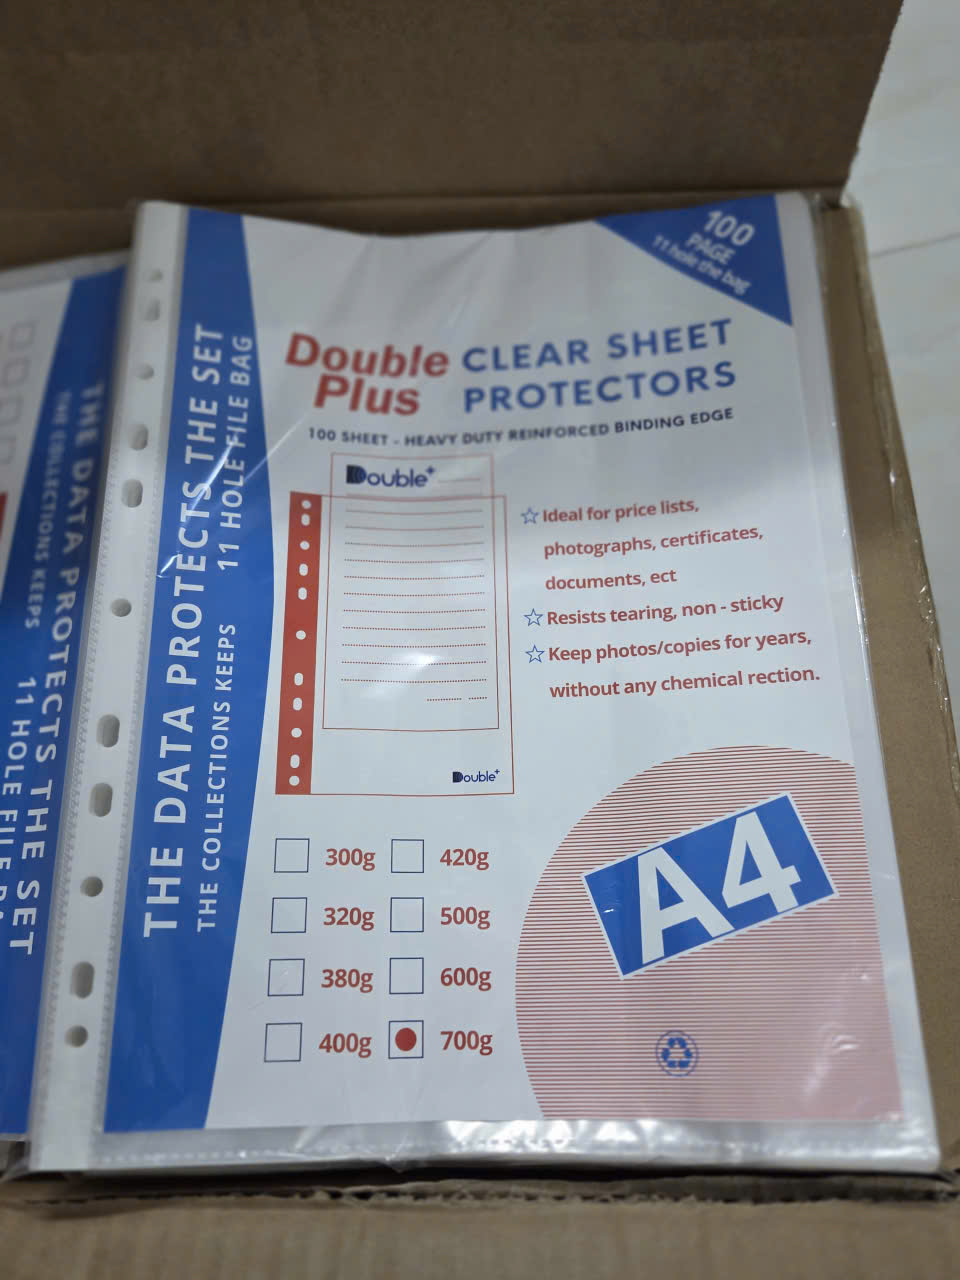 100
PAGE
11 hole the bag
Double
Plus
CLEAR SHEET
PROTECTORS
100 SHEET - HEAVY DUTY REINFORCED BINDING EDGE
Double+
☆ Ideal for price lists,
photographs, certificates,
documents, ect
☆ Resists tearing, non - sticky
☆ Keep photos/copies for years,
without any chemical rection.
Double+
300g
420g
320g
500g
380g
600g
400g
700g
A4
THE DATA PROTECTS THE SET
THE COLLECTIONS KEEPS 11 HOLE FILE BAG
THE DATA PROTECTS THE SET
THE COLLECTIONS KEEPS 11 HOLE FILE